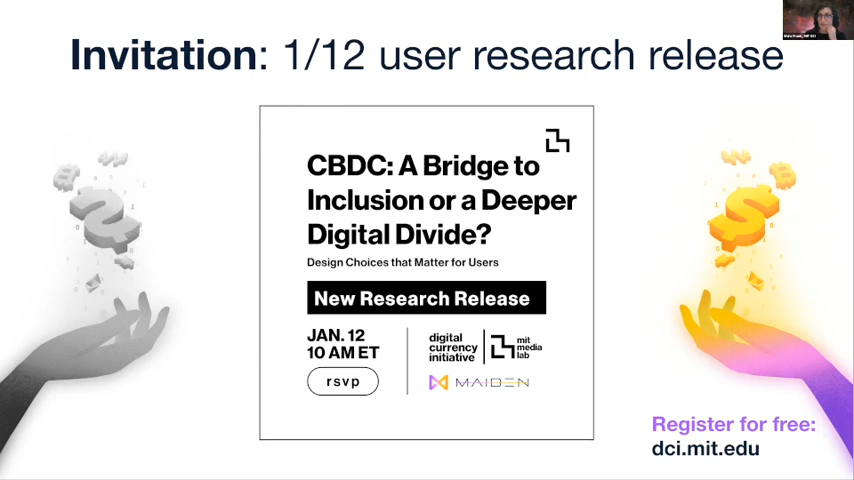 Invitation: 1/12 user research release
CBDC: A Bridge to
Inclusion or a Deeper
Digital Divide?
Design Choices that Matter for Users
New Research Release
JAN. 12
10 AM ET
rsvp
digital
currency
initiative
mit
media
lab
MAIDEN
Register for free:
dci.mit.edu